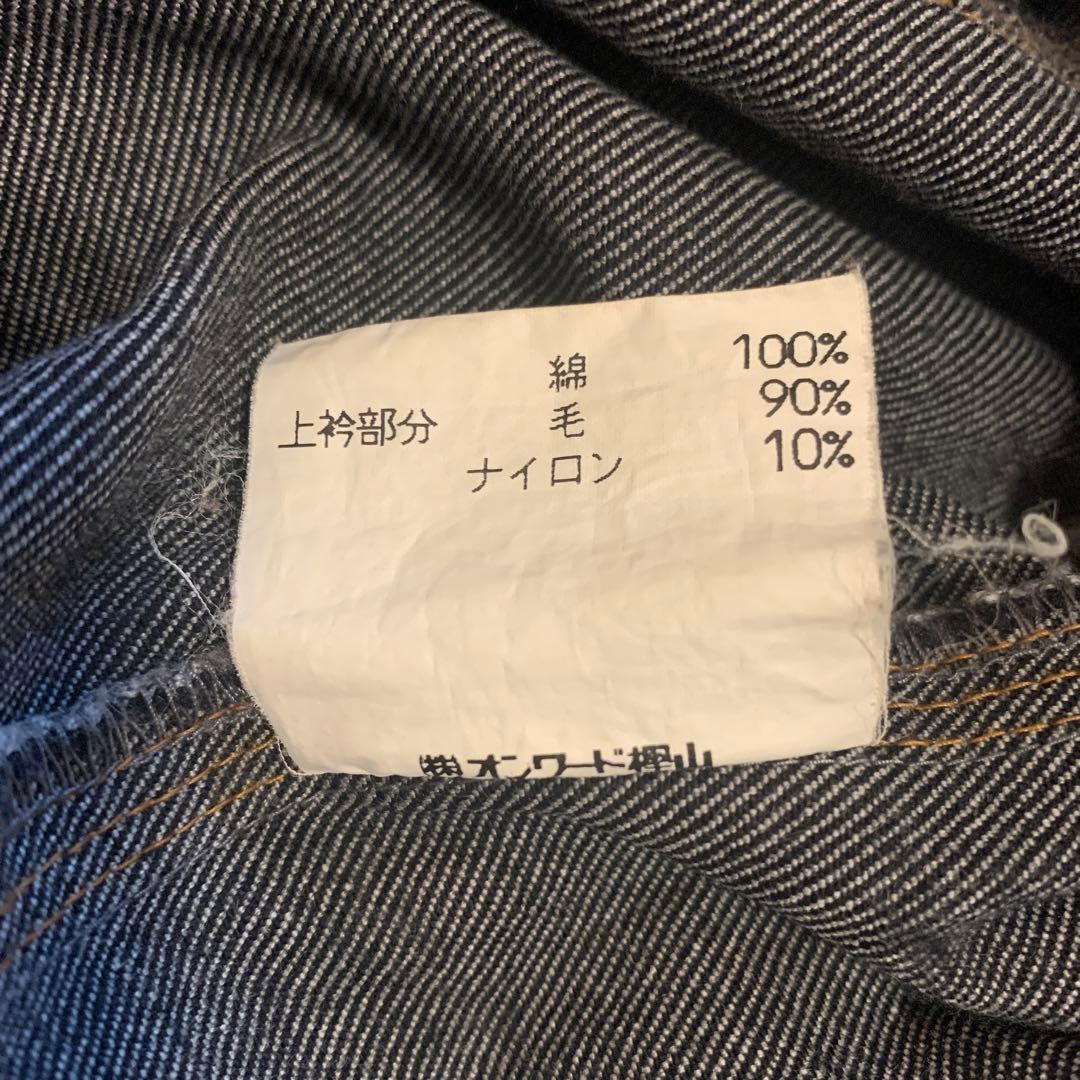 綿 100%
上衿部分 毛 90%
ナイロン 10%
㈱オンワード樫山